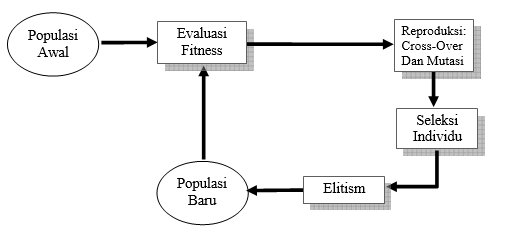 Populasi
Awal
Evaluasi
Fitness
Reproduksi:
Cross-Over
Dan Mutasi
Seleksi
Individu
Elitism
Populasi
Baru